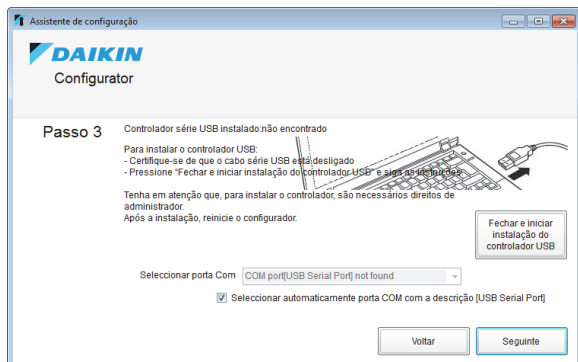 Assistente de configuração
DAIKIN
Configurator
Passo 3
Controlador série USB instalado:não encontrado
Para instalar o controlador USB:
- Certifique-se de que o cabo série USB está desligado
- Pressione "Fechar e iniciar instalação do controlador USB" e siga as instruções
Tenha em atenção que, para instalar o controlador, são necessários direitos de
administrador.
Após a instalação, reinicie o configurador.
Fechar e iniciar
instalação do
controlador USB
Seleccionar porta Com
COM port[USB Serial Port] not found
Seleccionar automaticamente porta COM com a descrição [USB Serial Port]
Voltar
Seguinte